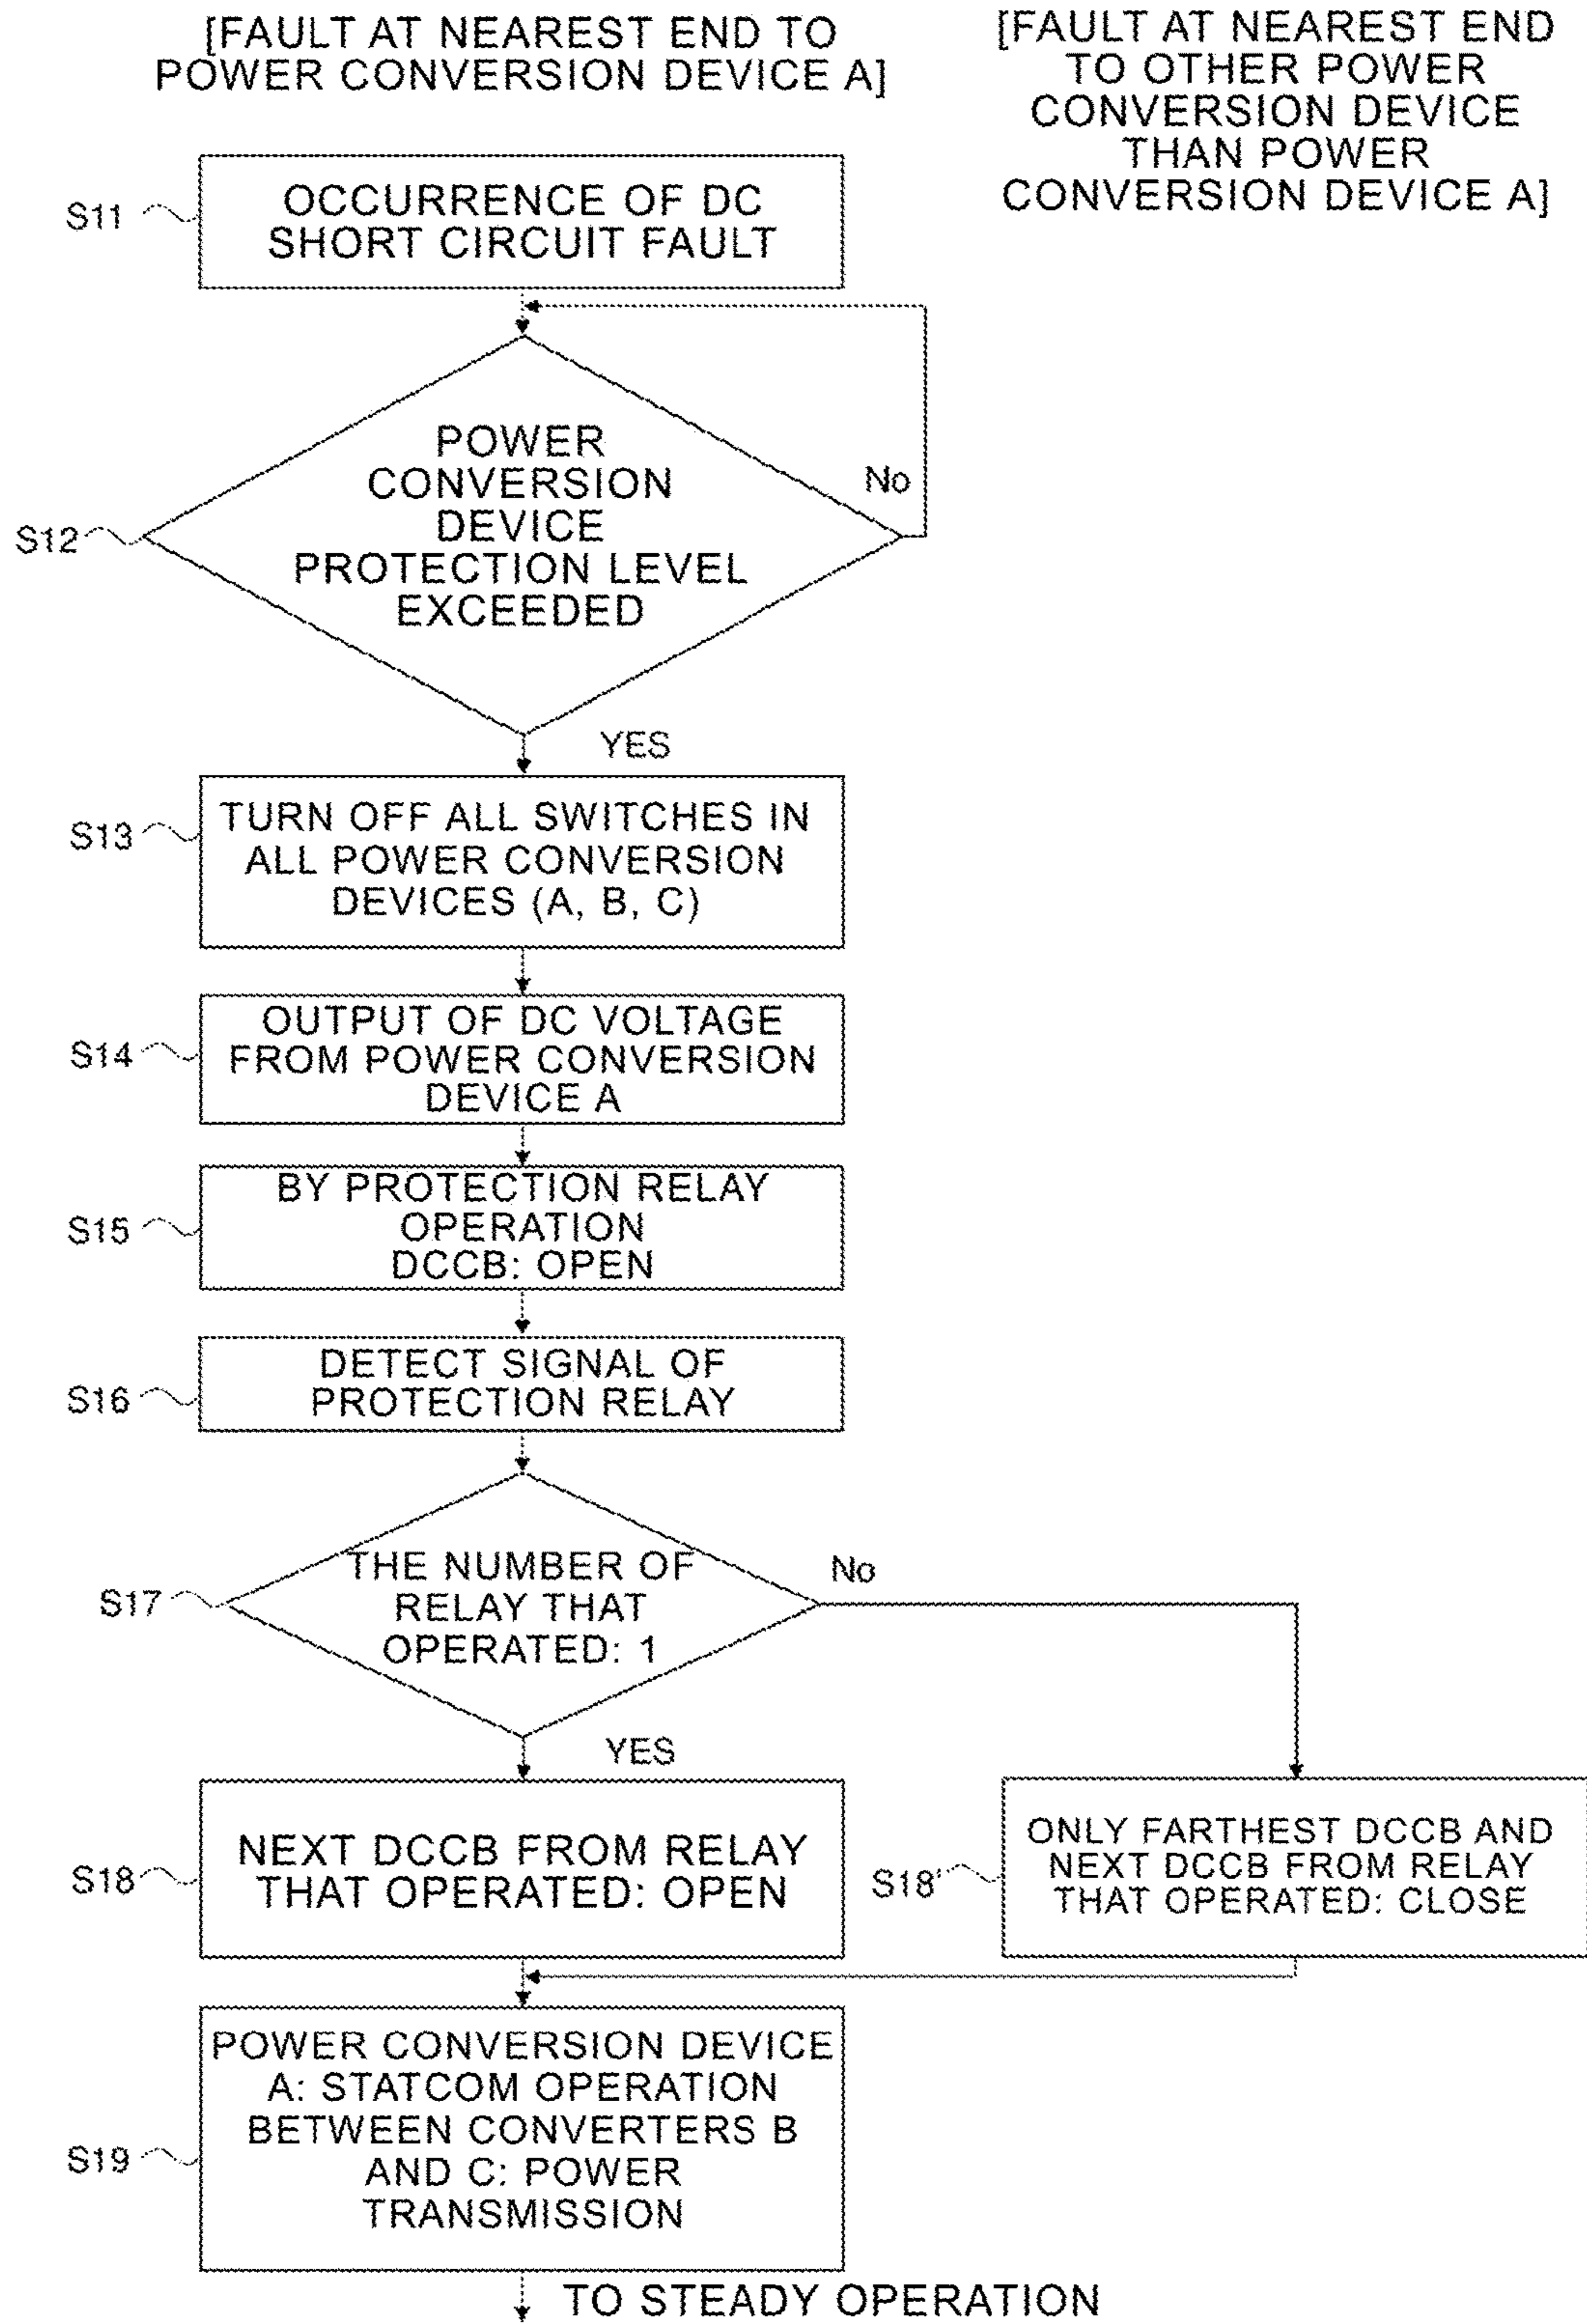 [FAULT AT NEAREST END TO
POWER CONVERSION DEVICE A]
[FAULT AT NEAREST END
TO OTHER POWER
CONVERSION DEVICE
THAN POWER
CONVERSION DEVICE A]
S11
OCCURRENCE OF DC
SHORT CIRCUIT FAULT
S12
POWER
CONVERSION
DEVICE
PROTECTION LEVEL
EXCEEDED
No
YES
S13
TURN OFF ALL SWITCHES IN
ALL POWER CONVERSION
DEVICES (A, B, C)
S14
OUTPUT OF DC VOLTAGE
FROM POWER CONVERSION
DEVICE A
S15
BY PROTECTION RELAY
OPERATION
DCCB: OPEN
S16
DETECT SIGNAL OF
PROTECTION RELAY
S17
THE NUMBER OF
RELAY THAT
OPERATED: 1
No
YES
S18
NEXT DCCB FROM RELAY
THAT OPERATED: OPEN
S18'
ONLY FARTHEST DCCB AND
NEXT DCCB FROM RELAY
THAT OPERATED: CLOSE
S19
POWER CONVERSION DEVICE
A: STATCOM OPERATION
BETWEEN CONVERTERS B
AND C: POWER
TRANSMISSION
TO STEADY OPERATION